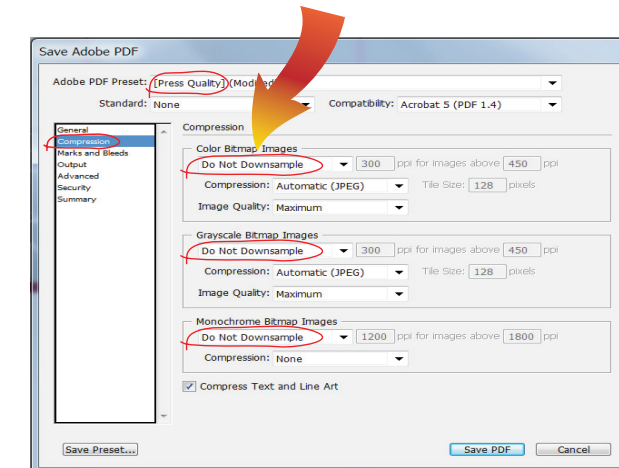 Save Adobe PDF
Adobe PDF Preset: [Press Quality] (Modified)
Standard: None Compatibility: Acrobat 5 (PDF 1.4)
General
Compression
Marks and Bleeds
Output
Advanced
Security
Summary
Compression
Color Bitmap Images
Do Not Downsample 300 ppi for images above 450 ppi
Compression: Automatic (JPEG) Tile Size: 128 pixels
Image Quality: Maximum
Grayscale Bitmap Images
Do Not Downsample 300 ppi for images above 450 ppi
Compression: Automatic (JPEG) Tile Size: 128 pixels
Image Quality: Maximum
Monochrome Bitmap Images
Do Not Downsample 1200 ppi for images above 1800 ppi
Compression: None
Compress Text and Line Art
Save Preset... Save PDF Cancel